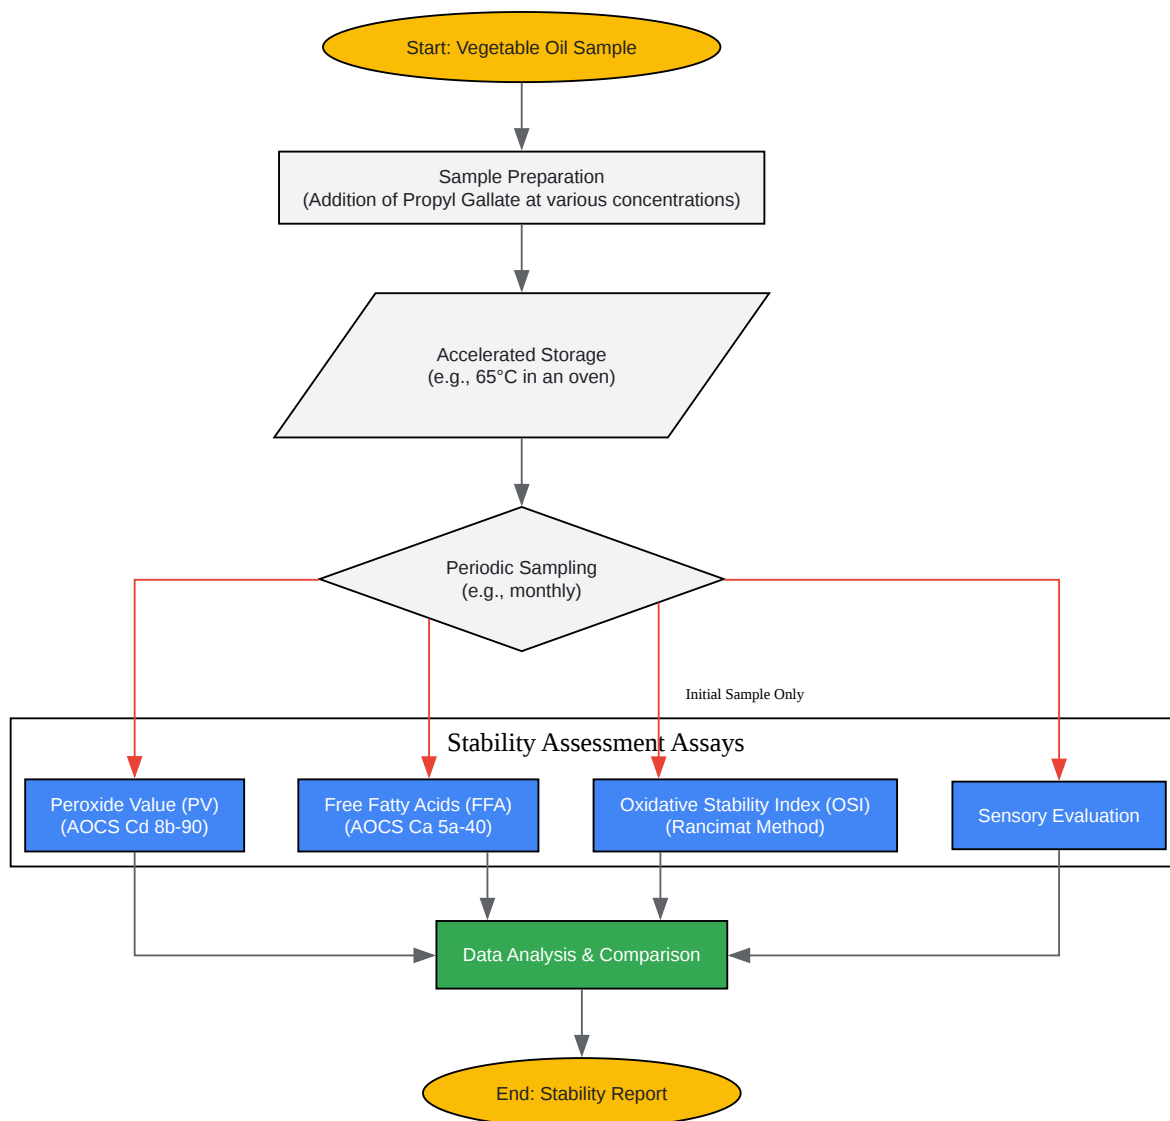 Start: Vegetable Oil Sample
Sample Preparation
(Addition of Propyl Gallate at various concentrations)
Accelerated Storage
(e.g., 65°C in an oven)
Periodic Sampling
(e.g., monthly)
Initial Sample Only
Stability Assessment Assays
Peroxide Value (PV)
(AOCS Cd 8b-90)
Free Fatty Acids (FFA)
(AOCS Ca 5a-40)
Oxidative Stability Index (OSI)
(Rancimat Method)
Sensory Evaluation
Data Analysis & Comparison
End: Stability Report